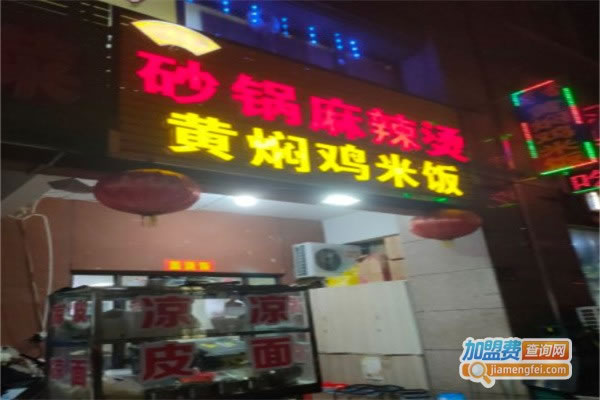 砂锅麻辣烫
黄焖鸡米饭
凉 凉
皮 面
面
加盟费查询网
jiamengfei.com